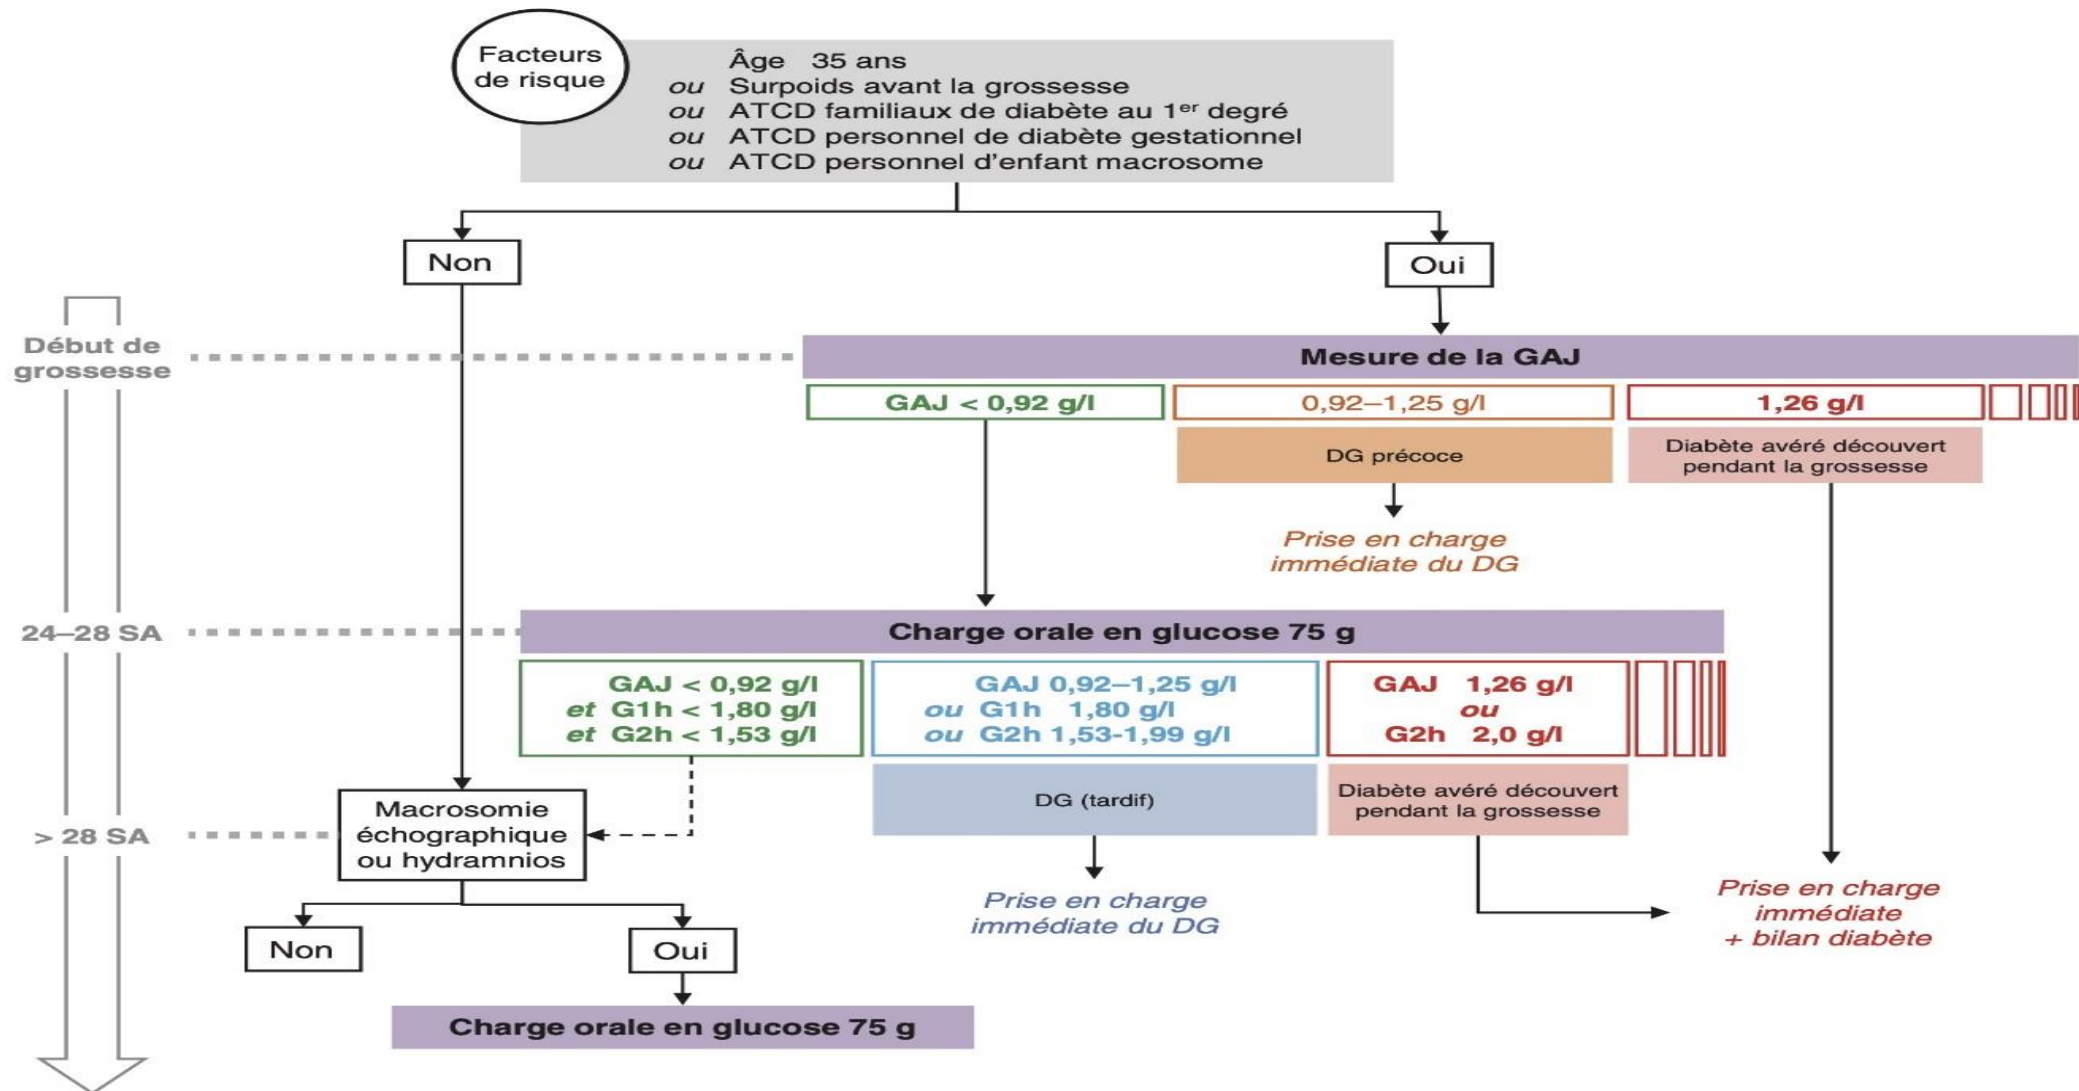 Facteurs
de risque
Âge 35 ans
ou Surpoids avant la grossesse
ou ATCD familiaux de diabète au 1er degré
ou ATCD personnel de diabète gestationnel
ou ATCD personnel d'enfant macrosome
Non
Oui
Début de
grossesse
Mesure de la GAJ
GAJ < 0,92 g/l
0,92–1,25 g/l
1,26 g/l
DG précoce
Diabète avéré découvert
pendant la grossesse
Prise en charge
immédiate du DG
24–28 SA
Charge orale en glucose 75 g
GAJ < 0,92 g/l
et G1h < 1,80 g/l
et G2h < 1,53 g/l
GAJ 0,92–1,25 g/l
ou G1h 1,80 g/l
ou G2h 1,53-1,99 g/l
GAJ 1,26 g/l
ou
G2h 2,0 g/l
DG (tardif)
Diabète avéré découvert
pendant la grossesse
> 28 SA
Macrosomie
échographique
ou hydramnios
Prise en charge
immédiate du DG
Prise en charge
immédiate
+ bilan diabète
Non
Oui
Charge orale en glucose 75 g